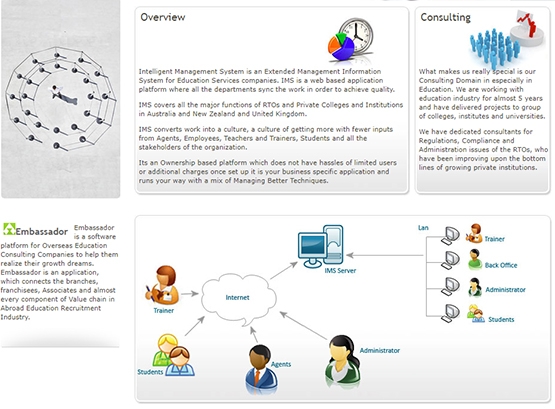 Overview
Intelligent Management System is an Extended Management Information
System for Education Services companies. IMS is a web based application
platform where all the departments sync the work in order to achieve quality.
IMS covers all the major functions of RTOs and Private Colleges and Institutions
in Australia and New Zealand and United Kingdom.
IMS converts work into a culture, a culture of getting more with fewer inputs
from Agents, Employees, Teachers and Trainers, Students and all the
stakeholders of the organization.
Its an Ownership based platform which does not have hassles of limited users
or additional charges once set up it is your business specific application and
runs your way with a mix of Managing Better Techniques.
Consulting
What makes us really special is our
Consulting Domain in especially in
Education. We are working with
education industry for almost 5 years
and have delivered projects to group
of colleges, institutes and universities.
We have dedicated consultants for
Regulations, Compliance and
Administration issues of the RTOs, who
have been improving upon the bottom
lines of growing private institutions.
Embassador Embassador
is a software
platform for Overseas Education
Consulting Companies to help them
realize their growth dreams.
Embassador is an application,
which connects the branches,
franchisees, Associates and almost
every component of Value chain in
Abroad Education Recruitment
Industry.
IMS Server
Internet
Trainer
Students
Agents
Administrator
Lan
Trainer
Back Office
Administrator
Students